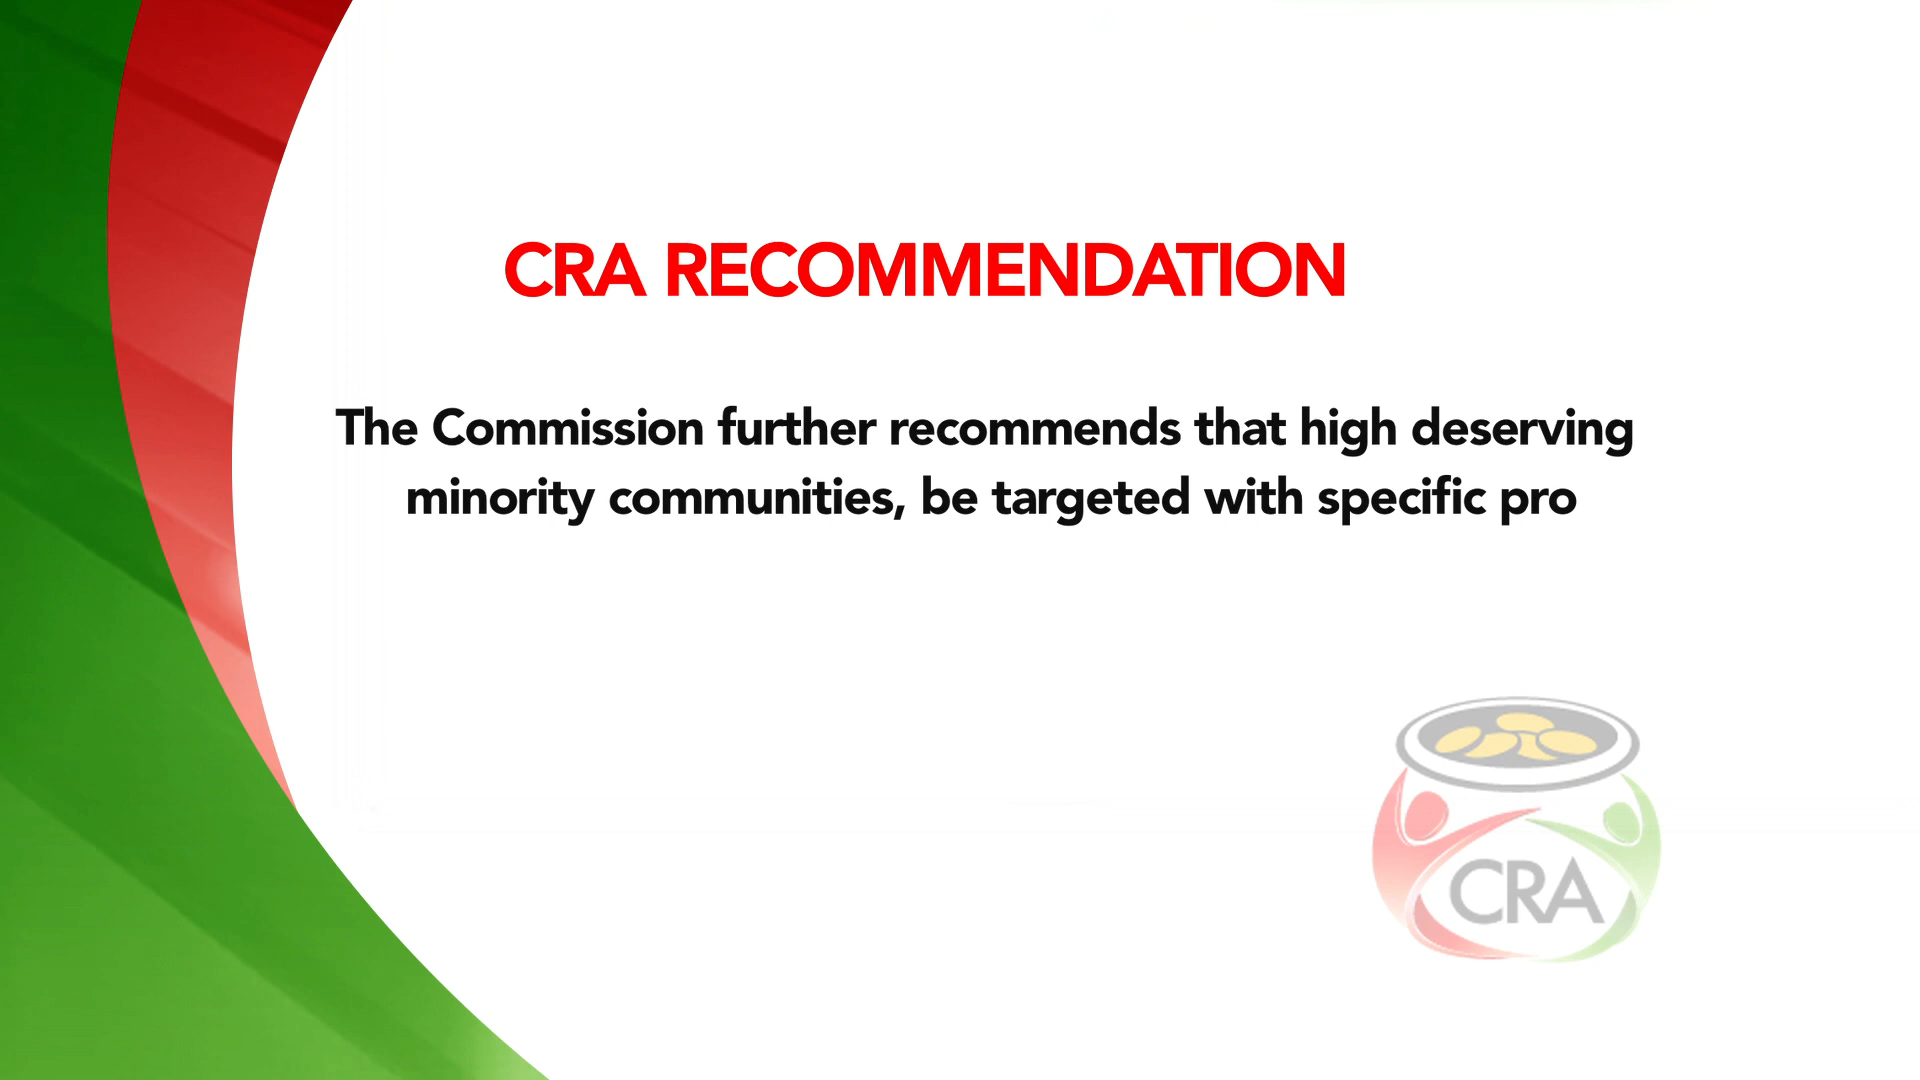 CRA RECOMMENDATION
The Commission further recommends that high deserving
minority communities, be targeted with specific pro
CRA